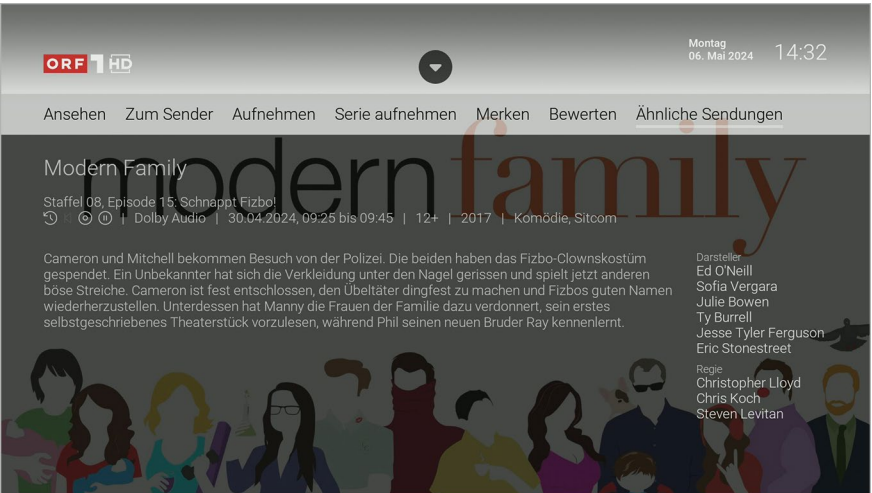 ORF 1 HD
Montag
06. Mai 2024
14:32
Ansehen Zum Sender Aufnehmen Serie aufnehmen Merken Bewerten Ähnliche Sendungen
modern family
Modern Family
Staffel 08, Episode 15: Schnappt Fizbo!
| Dolby Audio | 30.04.2024, 09:25 bis 09:45 | 12+ | 2017 | Komödie, Sitcom
Cameron und Mitchell bekommen Besuch von der Polizei. Die beiden haben das Fizbo-Clownskostüm
gespendet. Ein Unbekannter hat sich die Verkleidung unter den Nagel gerissen und spielt jetzt anderen
böse Streiche. Cameron ist fest entschlossen, den Übeltäter dingfest zu machen und Fizbos guten Namen
wiederherzustellen. Unterdessen hat Manny die Frauen der Familie dazu verdonnert, sein erstes
selbstgeschriebenes Theaterstück vorzulesen, während Phil seinen neuen Bruder Ray kennenlernt.
Darsteller
Ed O'Neill
Sofia Vergara
Julie Bowen
Ty Burrell
Jesse Tyler Ferguson
Eric Stonestreet
Regie
Christopher Lloyd
Chris Koch
Steven Levitan